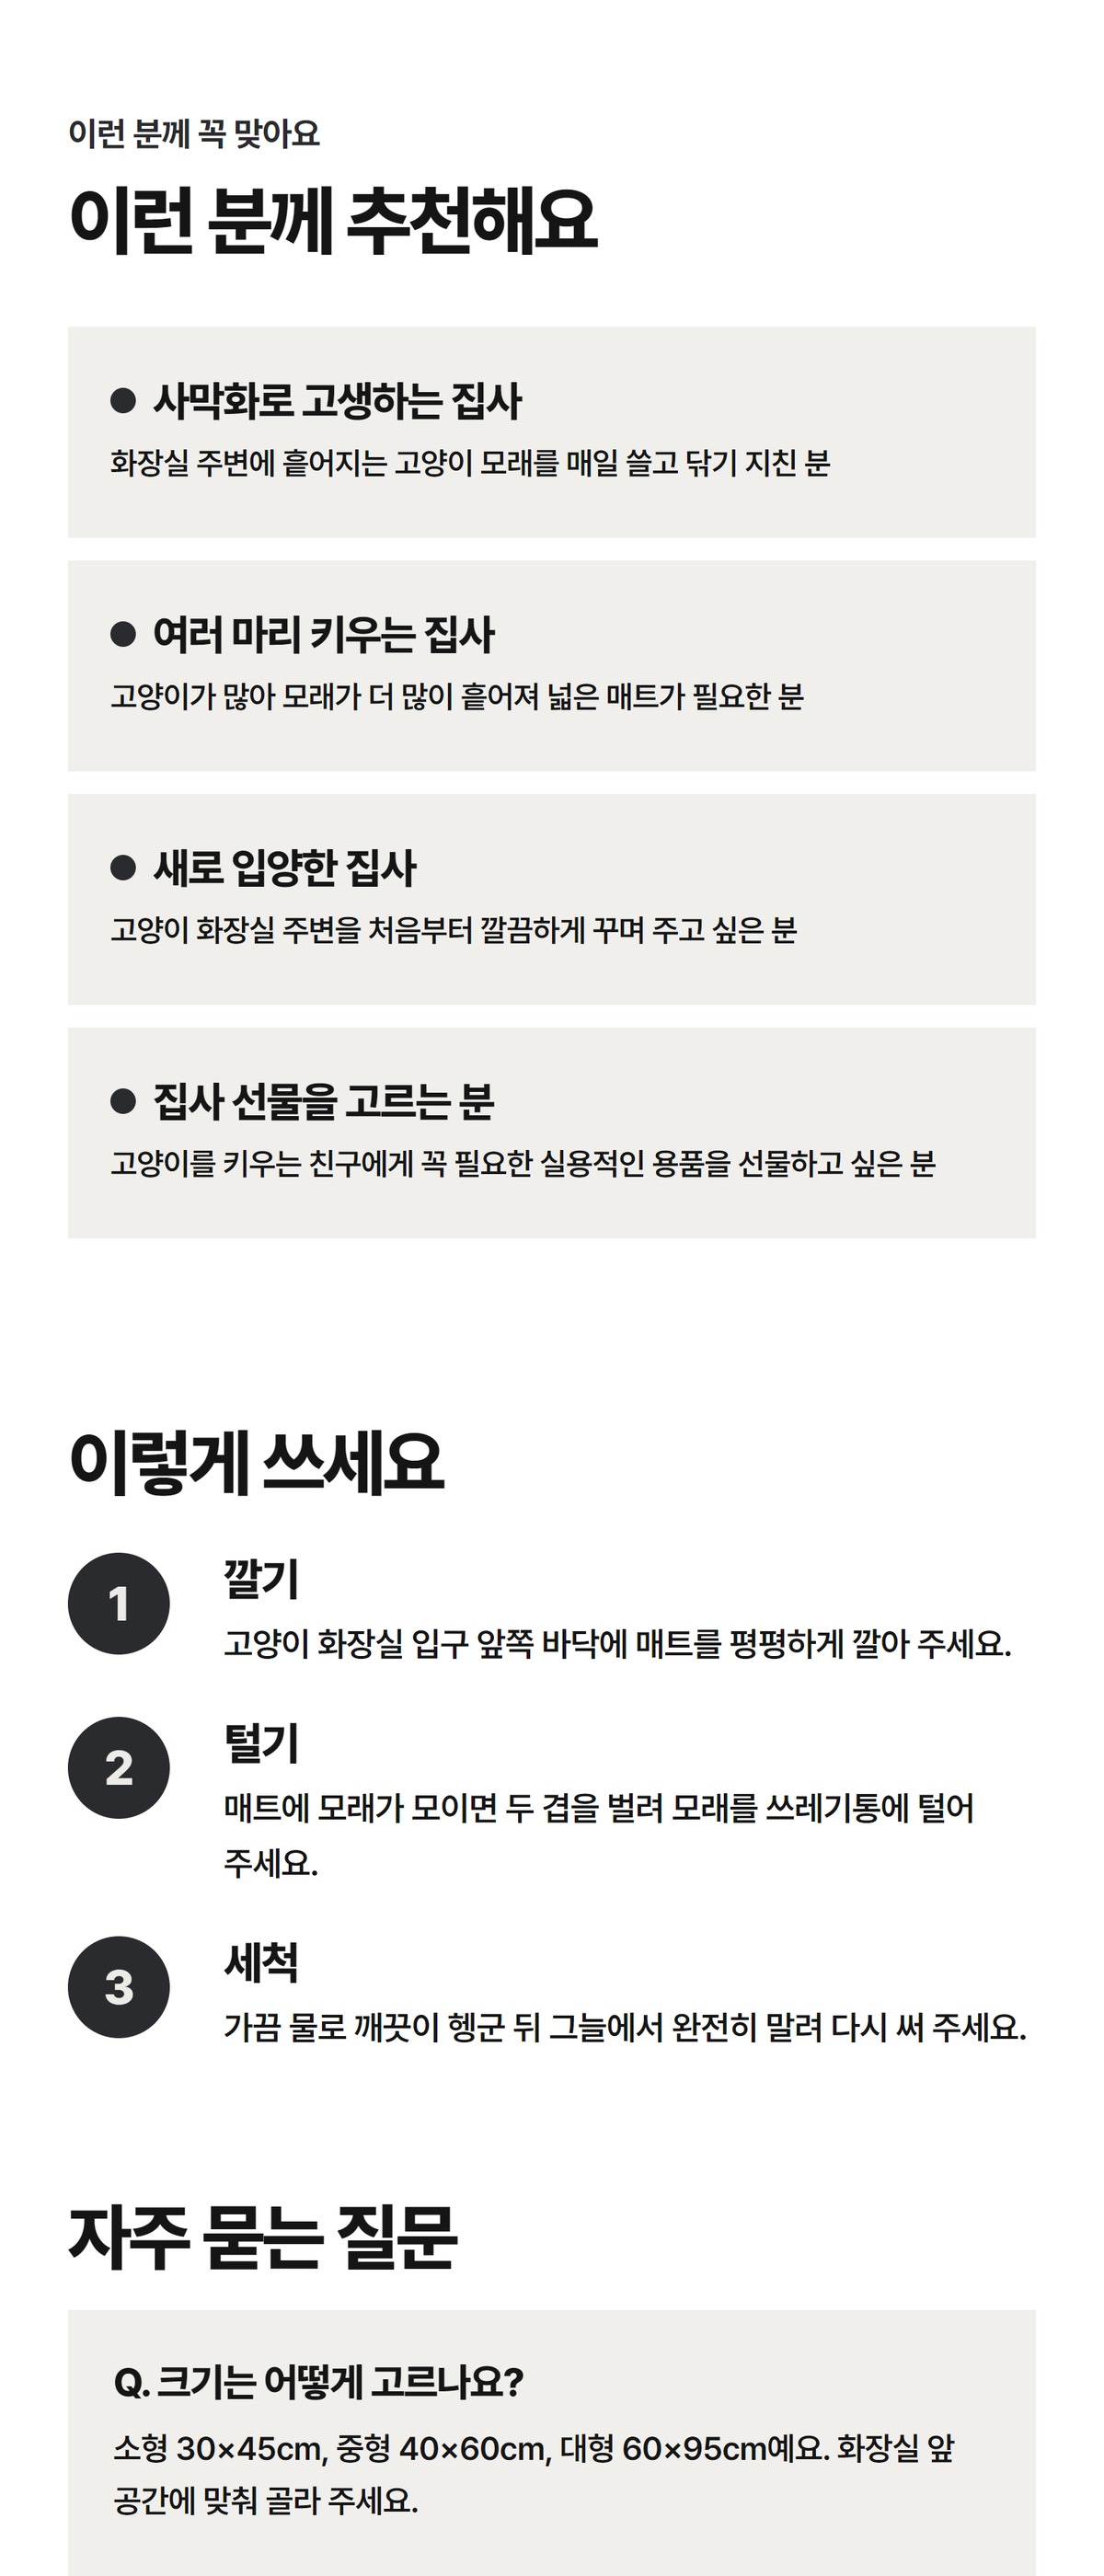 이런 분께 꼭 맞아요
이런 분께 추천해요
사막화로 고생하는 집사
화장실 주변에 흩어지는 고양이 모래를 매일 쓸고 닦기 지친 분
여러 마리 키우는 집사
고양이가 많아 모래가 더 많이 흩어져 넓은 매트가 필요한 분
새로 입양한 집사
고양이 화장실 주변을 처음부터 깔끔하게 꾸며 주고 싶은 분
집사 선물을 고르는 분
고양이를 키우는 친구에게 꼭 필요한 실용적인 용품을 선물하고 싶은 분
이렇게 쓰세요
1
깔기
고양이 화장실 입구 앞쪽 바닥에 매트를 평평하게 깔아 주세요.
2
털기
매트에 모래가 모이면 두 겹을 벌려 모래를 쓰레기통에 털어
주세요.
3
세척
가끔 물로 깨끗이 헹군 뒤 그늘에서 완전히 말려 다시 써 주세요.
자주 묻는 질문
Q. 크기는 어떻게 고르나요?
소형 30×45cm, 중형 40×60cm, 대형 60×95cm예요. 화장실 앞
공간에 맞춰 골라 주세요.